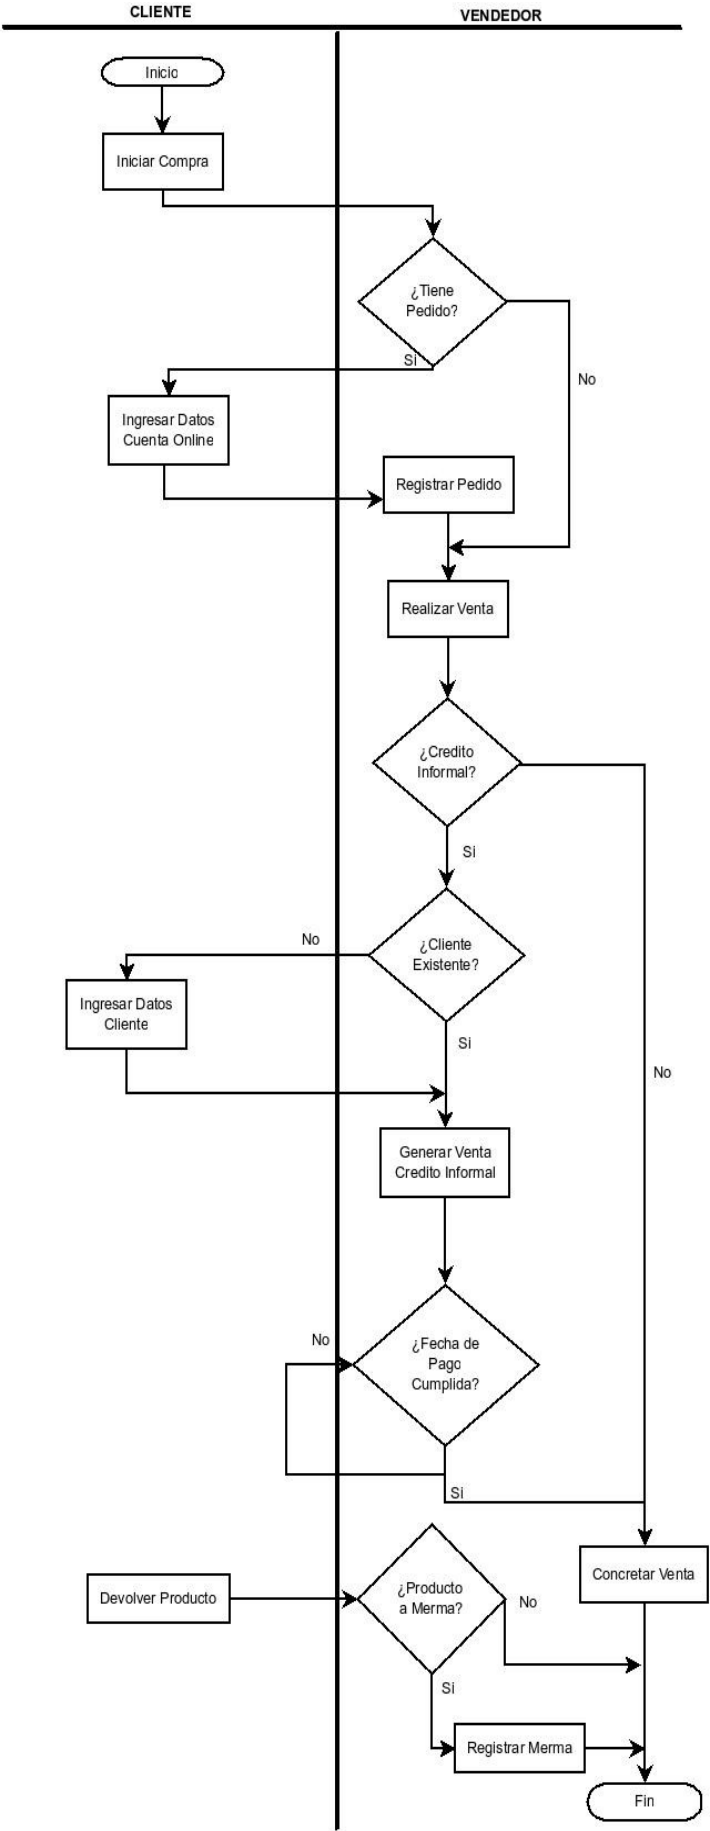 CLIENTE
VENDEDOR
Inicio
Iniciar Compra
¿Tiene
Pedido?
Si
No
Ingresar Datos
Cuenta Online
Registrar Pedido
Realizar Venta
¿Credito
Informal?
Si
No
¿Cliente
Existente?
Ingresar Datos
Cliente
Si
No
Generar Venta
Credito Informal
No
¿Fecha de
Pago
Cumplida?
Si
Concretar Venta
Devolver Producto
¿Producto
a Merma?
No
Si
Registrar Merma
Fin